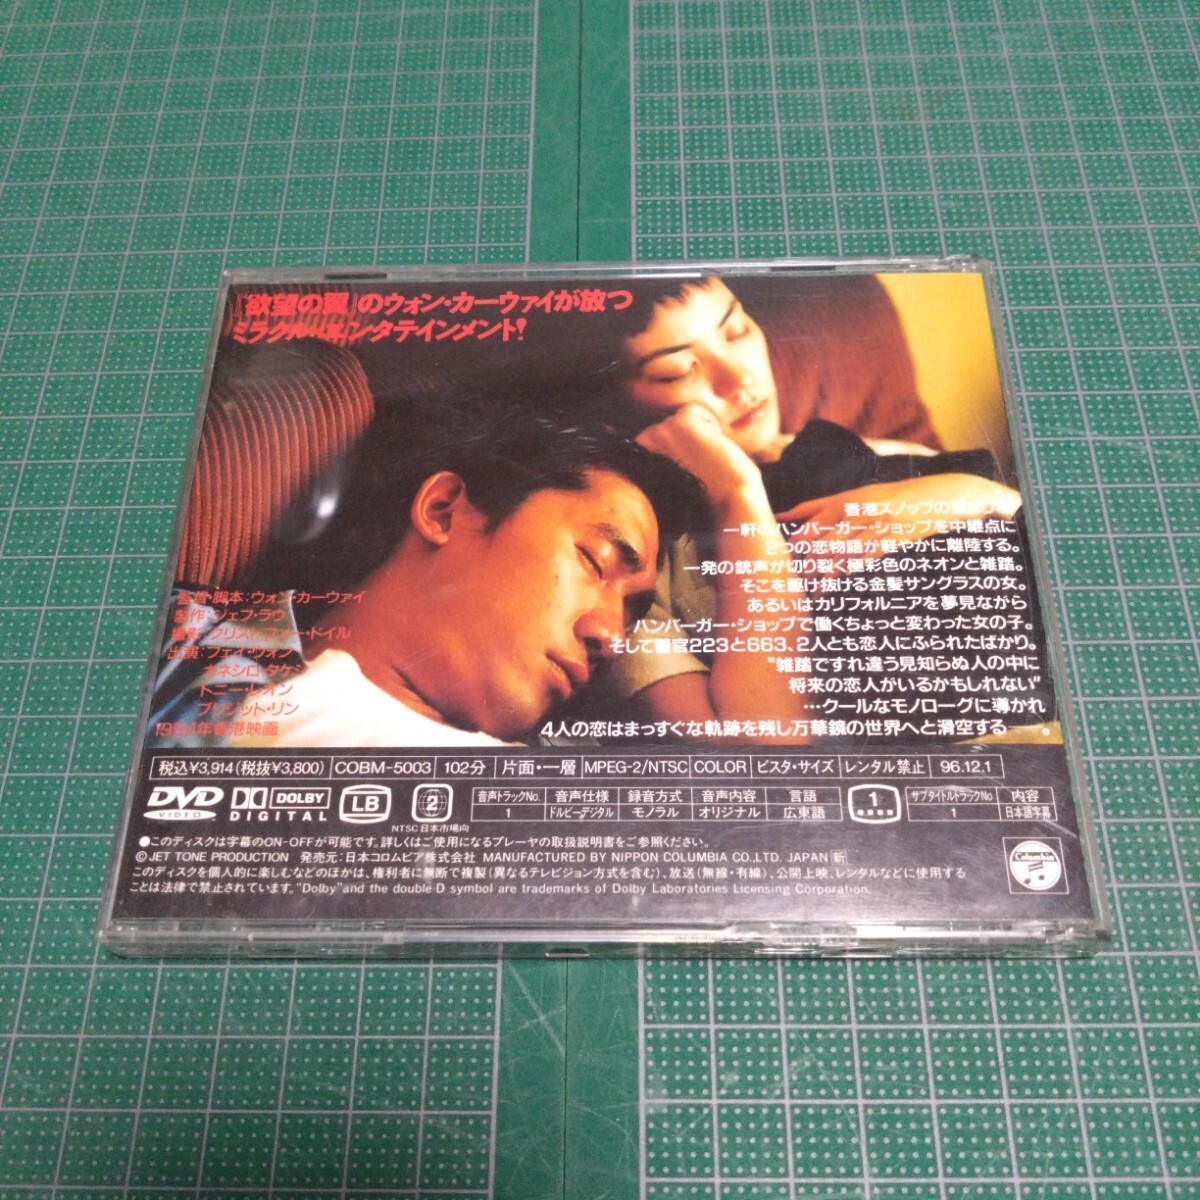 『欲望の翼』のウォン・カーウァイが放つ
ミラクル・エンタテインメント!
香港スノッブの
一軒のハンバーガー・ショップを中継点に
2つの恋物語が軽やかに離陸する。
一発の銃声が切り裂く極彩色のネオンと雑踏。
そこを駆け抜ける金髪サングラスの女。
あるいはカリフォルニアを夢見ながら
ハンバーガー・ショップで働くちょっと変わった女の子。
そして警官223と663、2人とも恋人にふられたばかり。
“雑踏ですれ違う見知らぬ人の中に
将来の恋人がいるかもしれない”
…クールなモノローグに導かれ
4人の恋はまっすぐな軌跡を残し万華鏡の世界へと滑空する——。
監督・脚本:ウォン・カーウァイ
製作:ジェフ・ラウ
撮影:クリストファー・ドイル
出演:フェイ・ウォン
カネシロ・タケシ
トニー・レオン
ブリジット・リン
1994年香港映画
税込¥3,914(税抜¥3,800) COBM-5003 102分 片面・一層 MPEG-2/NTSC COLOR ビスタ・サイズ レンタル禁止 96.12.1
DVD VIDEO DOLBY DIGITAL LB 2 NTSC 日本市場向
音声トラックNo. 音声仕様 録音方式 音声内容 言語 1 サブタイトルトラックNo 内容
1 ドルビーデジタル モノラル オリジナル 広東語 1 日本語字幕
●このディスクは字幕のON-OFFが可能です。詳しくはご使用になるプレーヤの取扱説明書をご参照ください。
©JET TONE PRODUCTION 発売元:日本コロムビア株式会社 MANUFACTURED BY NIPPON COLUMBIA CO.,LTD. JAPAN 新
このディスクを個人的に楽しむなどのほかは、権利者に無断で複製(異なるテレビジョン方式を含む)、放送(無線・有線)、公開上映、レンタルなどに使用する
ことは法律で禁止されています。"Dolby"and the double-D symbol are trademarks of Dolby Laboratories Licensing Corporation.
Columbia